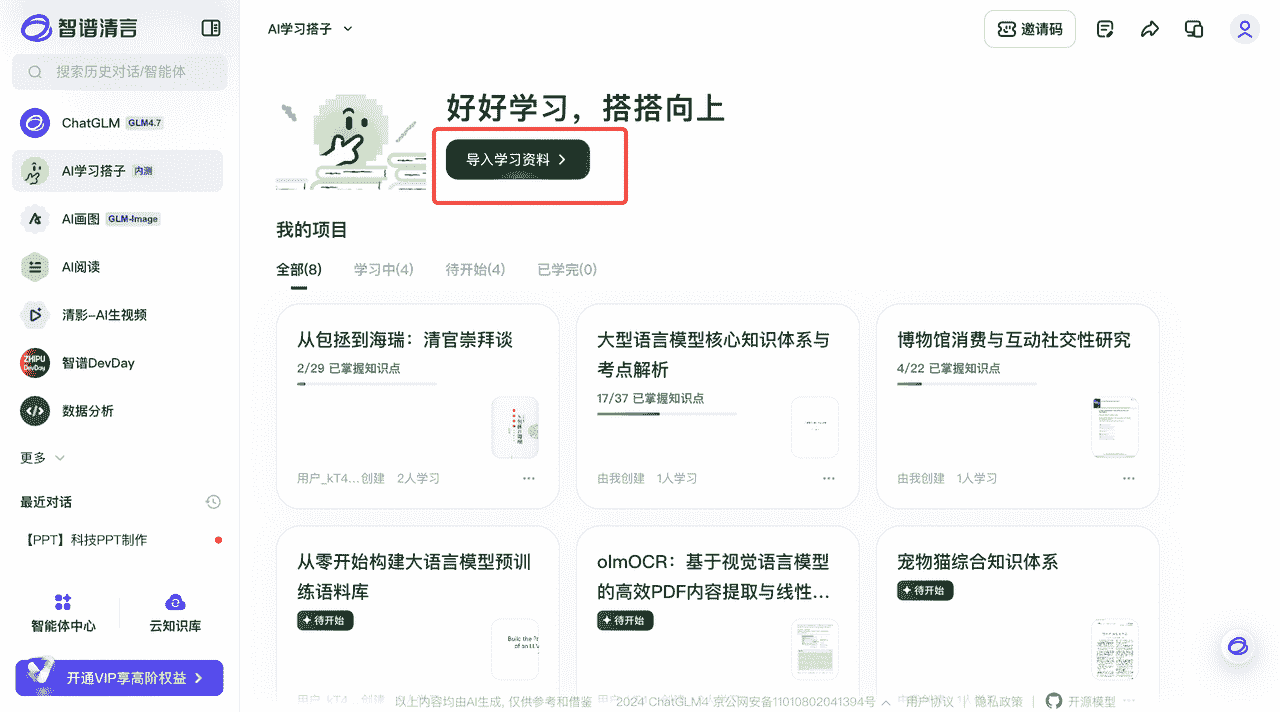 智谱清言
搜索历史对话/智能体
ChatGLM GLM4.7
AI学习搭子 内测
AI画图 GLM-Image
AI阅读
清影-AI生视频
ZHIPU DevDay
智谱DevDay
数据分析
更多
最近对话
【PPT】科技PPT制作
智能体中心
云知识库
开通VIP享高阶权益
AI学习搭子
邀请码
好好学习，搭搭向上
导入学习资料
我的项目
全部(8) 学习中(4) 待开始(4) 已学完(0)
从包拯到海瑞：清官崇拜谈
2/29 已掌握知识点
用户_kT4...创建 2人学习
大型语言模型核心知识体系与
考点解析
17/37 已掌握知识点
由我创建 1人学习
博物馆消费与互动社交性研究
4/22 已掌握知识点
由我创建 1人学习
从零开始构建大语言模型预训
练语料库
待开始
olmOCR：基于视觉语言模型
的高效PDF内容提取与线性...
待开始
宠物猫综合知识体系
待开始
以上内容均由AI生成, 仅供参考和借鉴 2024 ChatGLM4 京公网安备11010802041394号 用户协议 | 隐私政策 | 开源模型